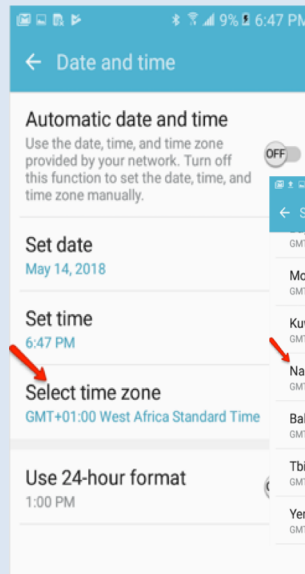 9% 6:47 PM
Date and time
Automatic date and time
Use the date, time, and time zone
provided by your network. Turn off
this function to set the date, time, and
time zone manually.
OFF
Set date
May 14, 2018
Set time
6:47 PM
Select time zone
GMT+01:00 West Africa Standard Time
Use 24-hour format
1:00 PM
S
GMT
Mo
GMT
Ku
GMT
Na
GMT
Bal
GMT
Tbi
GMT
Yer
GMT